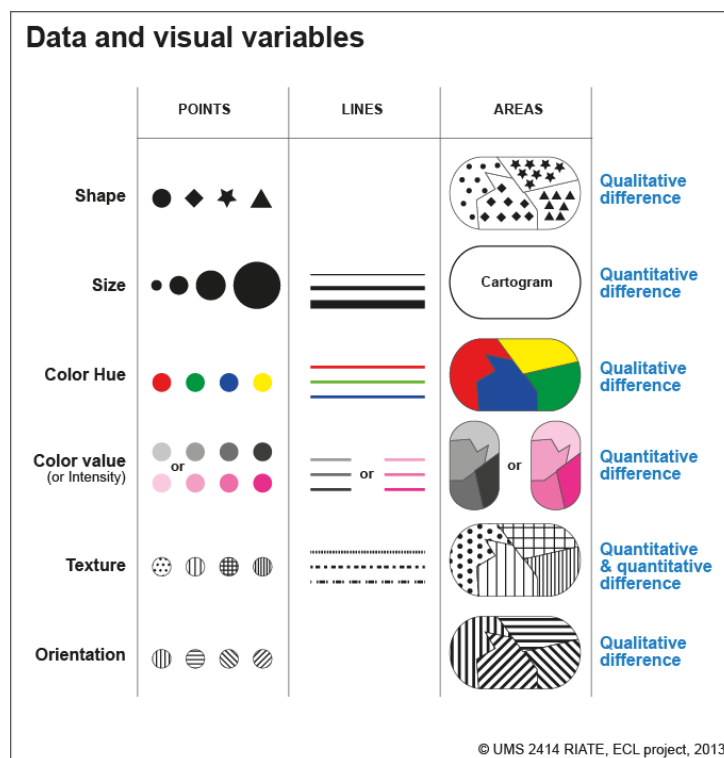 Data and visual variables
POINTS
LINES
AREAS
Shape
Qualitative
difference
Size
Cartogram
Quantitative
difference
Color Hue
Qualitative
difference
Color value
(or Intensity)
or
or
or
Quantitative
difference
Texture
Quantitative
& quantitative
difference
Orientation
Qualitative
difference
© UMS 2414 RIATE, ECL project, 2013